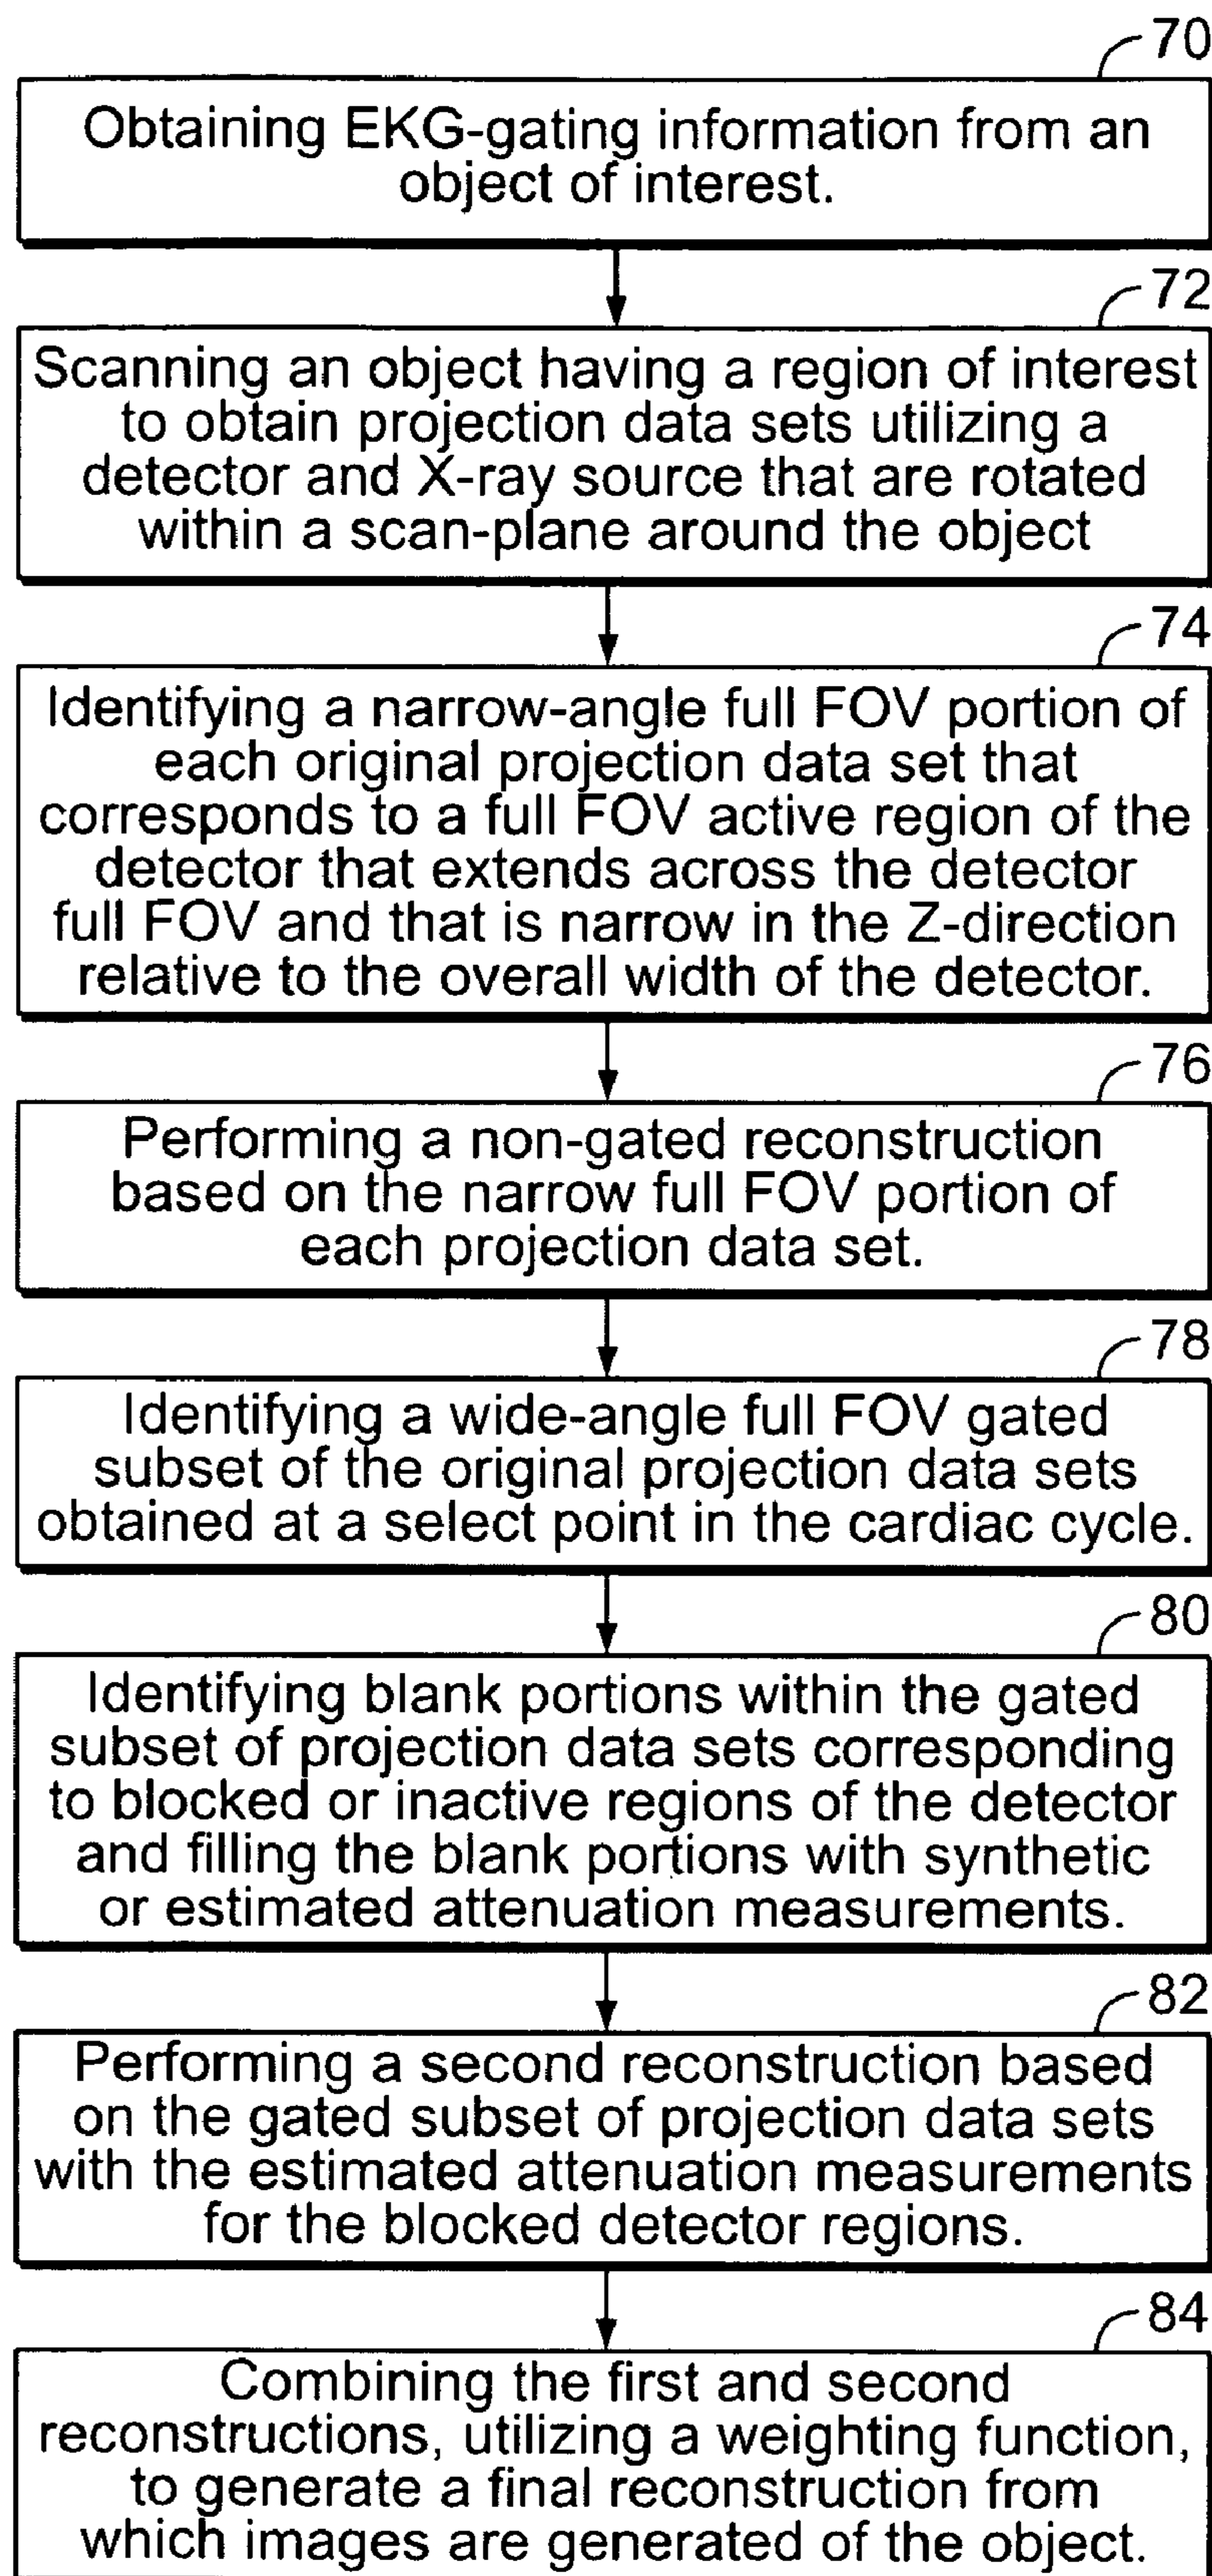 70
Obtaining EKG-gating information from an
object of interest.
72
Scanning an object having a region of interest
to obtain projection data sets utilizing a
detector and X-ray source that are rotated
within a scan-plane around the object
74
Identifying a narrow-angle full FOV portion of
each original projection data set that
corresponds to a full FOV active region of the
detector that extends across the detector
full FOV and that is narrow in the Z-direction
relative to the overall width of the detector.
76
Performing a non-gated reconstruction
based on the narrow full FOV portion of
each projection data set.
78
Identifying a wide-angle full FOV gated
subset of the original projection data sets
obtained at a select point in the cardiac cycle.
80
Identifying blank portions within the gated
subset of projection data sets corresponding
to blocked or inactive regions of the detector
and filling the blank portions with synthetic
or estimated attenuation measurements.
82
Performing a second reconstruction based
on the gated subset of projection data sets
with the estimated attenuation measurements
for the blocked detector regions.
84
Combining the first and second
reconstructions, utilizing a weighting function,
to generate a final reconstruction from
which images are generated of the object.